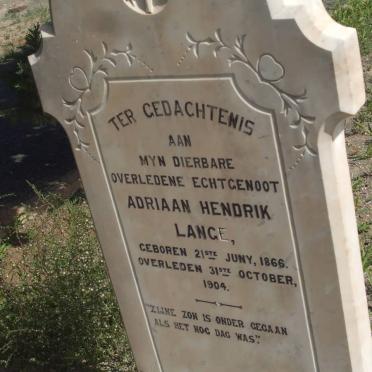 TER GEDACHTENIS
AAN
MYN DIERBARE
OVERLEDENE ECHTGENOOT
ADRIAAN HENDRIK
LANGE,
GEBOREN 21STE JUNY, 1866.
OVERLEDEN 31STE OCTOBER,
1904.
"ZIJNE ZON IS ONDER GEGAAN
ALS HET NOG DAG WAS."